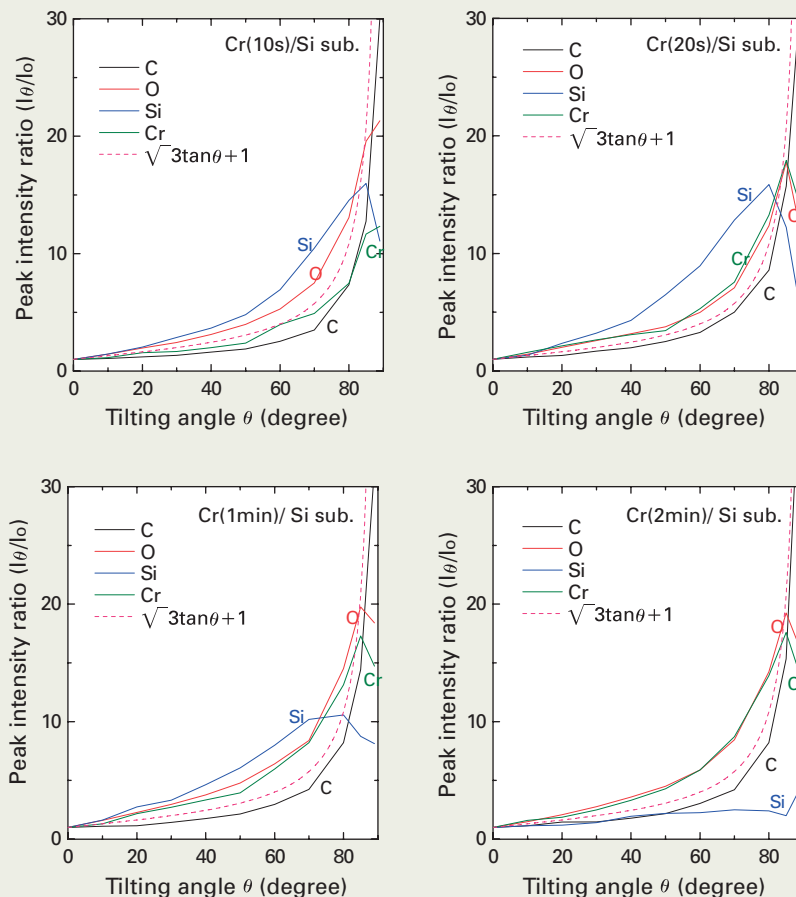 Cr(10s)/Si sub.
C
O
Si
Cr
√3tanθ+1
Si
O
Cr
C
30
20
10
0
0 20 40 60 80
Peak intensity ratio (Iθ/Io)
Tilting angle θ (degree)
Cr(20s)/Si sub.
C
O
Si
Cr
√3tanθ+1
Si
Cr
O
C
30
20
10
0
0 20 40 60 80
Peak intensity ratio (Iθ/Io)
Tilting angle θ (degree)
Cr(1min)/ Si sub.
C
O
Si
Cr
√3tanθ+1
O
Cr
Si
C
30
20
10
0
0 20 40 60 80
Peak intensity ratio (Iθ/Io)
Tilting angle θ (degree)
Cr(2min)/ Si sub.
C
O
Si
Cr
√3tanθ+1
O
C
C
Si
30
20
10
0
0 20 40 60 80
Peak intensity ratio (Iθ/Io)
Tilting angle θ (degree)